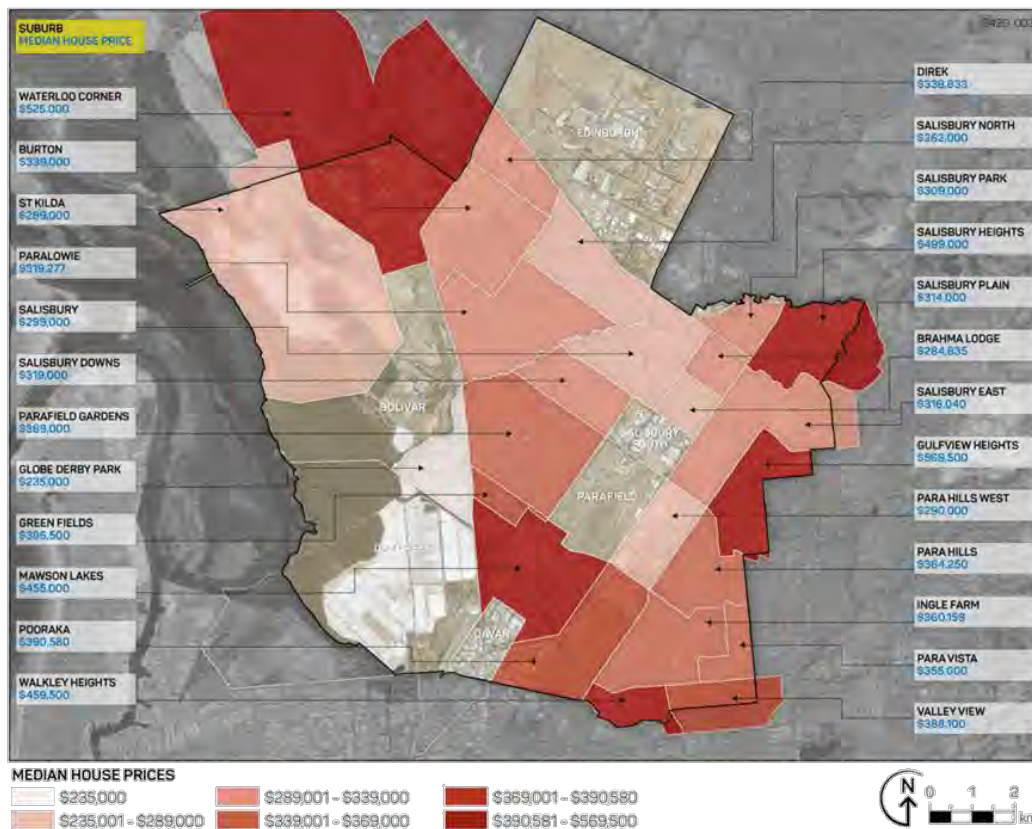 SUBURB
MEDIAN HOUSE PRICE
WATERLOO CORNER
$525,000
BURTON
$339,000
ST KILDA
$289,000
PARALOWIE
$319,277
SALISBURY
$299,000
SALISBURY DOWNS
$319,000
PARAFIELD GARDENS
$369,000
GLOBE DERBY PARK
$235,000
GREEN FIELDS
MAWSON LAKES
$455,000
POORAKA
$390,580
WALKLEY HEIGHTS
$459,500
EDINBURGH
BOLIVAR
SALISBURY
SOUTH
PARAFIELD
DRY CREEK
CAVAN
DIREK
$338,833
SALISBURY NORTH
$262,000
SALISBURY PARK
$309,000
SALISBURY HEIGHTS
$499,000
SALISBURY PLAIN
$314,000
BRAHMA LODGE
$284,835
SALISBURY EAST
$316,040
GULFVIEW HEIGHTS
$569,500
PARA HILLS WEST
$290,000
PARA HILLS
$364,250
INGLE FARM
$360,159
PARA VISTA
$355,000
VALLEY VIEW
$388,100
MEDIAN HOUSE PRICES
$235,000
$235,001 - $289,000
$289,001 - $339,000
$339,001 - $369,000
$369,001 - $390,580
$390,581 - $569,500
N
0 1 2
km